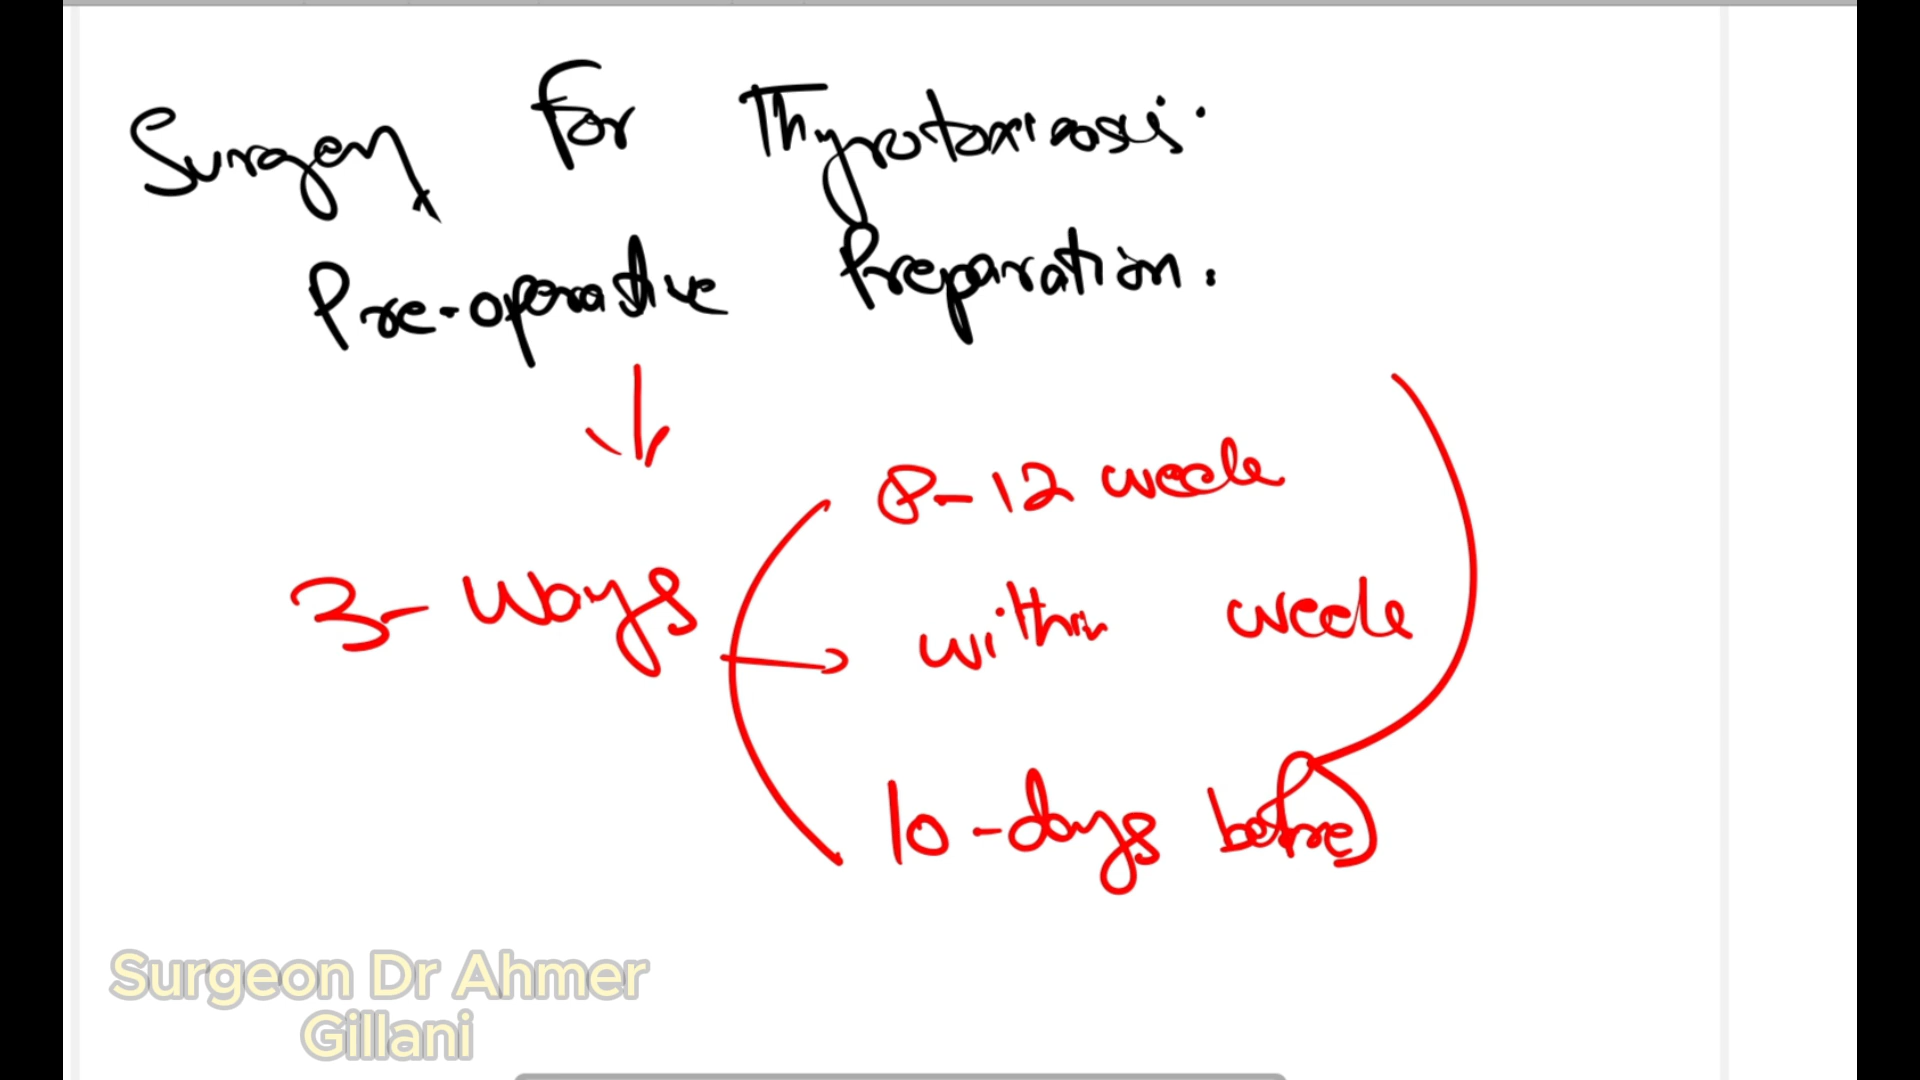 Surgery For Thyrotoxicosis.
Pre-operative Preparation.
3- Ways
8-12 week
within week
10-days before
Surgeon Dr Ahmer
Gillani